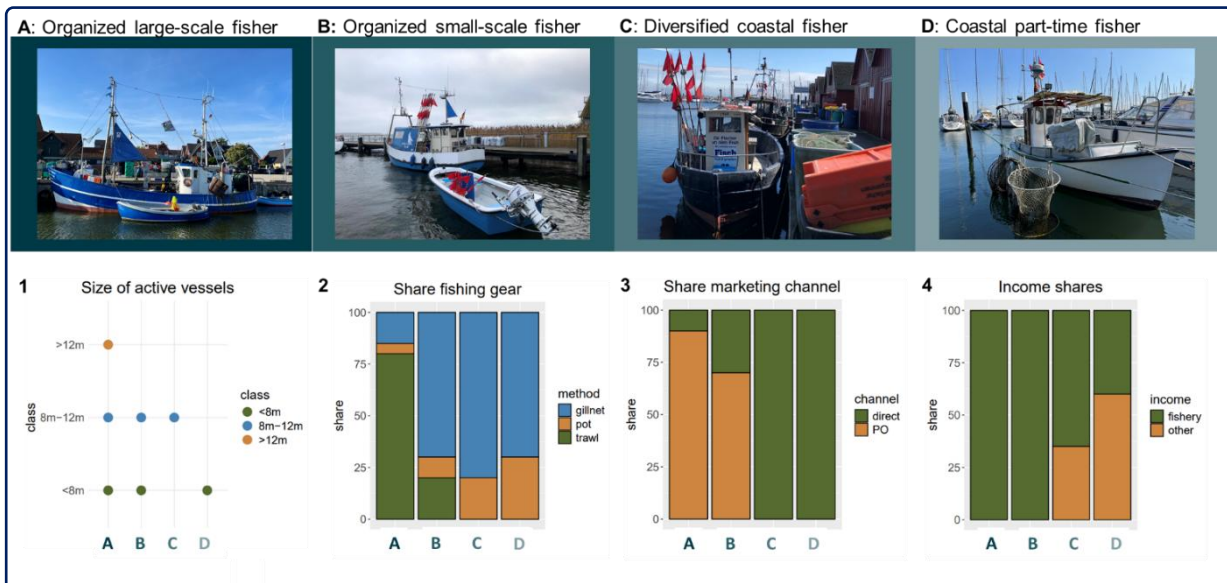 A: Organized large-scale fisher
B: Organized small-scale fisher
C: Diversified coastal fisher
D: Coastal part-time fisher
Finch
1
Size of active vessels
class
>12m
8m−12m
<8m
A B C D
class
<8m
8m−12m
>12m
2
Share fishing gear
share
100
75
50
25
0
A B C D
method
gillnet
pot
trawl
3
Share marketing channel
share
100
75
50
25
0
A B C D
channel
direct
PO
4
Income shares
share
100
75
50
25
0
A B C D
income
fishery
other